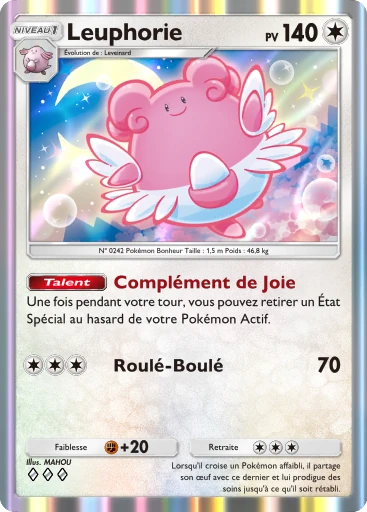 NIVEAU 1
Leuphorie
PV 140
Évolution de : Leveinard
N° 0242 Pokémon Bonheur Taille : 1,5 m Poids : 46,8 kg
Talent Complément de Joie
Une fois pendant votre tour, vous pouvez retirer un État
Spécial au hasard de votre Pokémon Actif.
Roulé-Boulé 70
Faiblesse +20
Retraite
Illus. MAHOU
Lorsqu'il croise un Pokémon affaibli, il partage
son œuf avec ce dernier et lui prodigue des
soins jusqu'à ce qu'il soit rétabli.